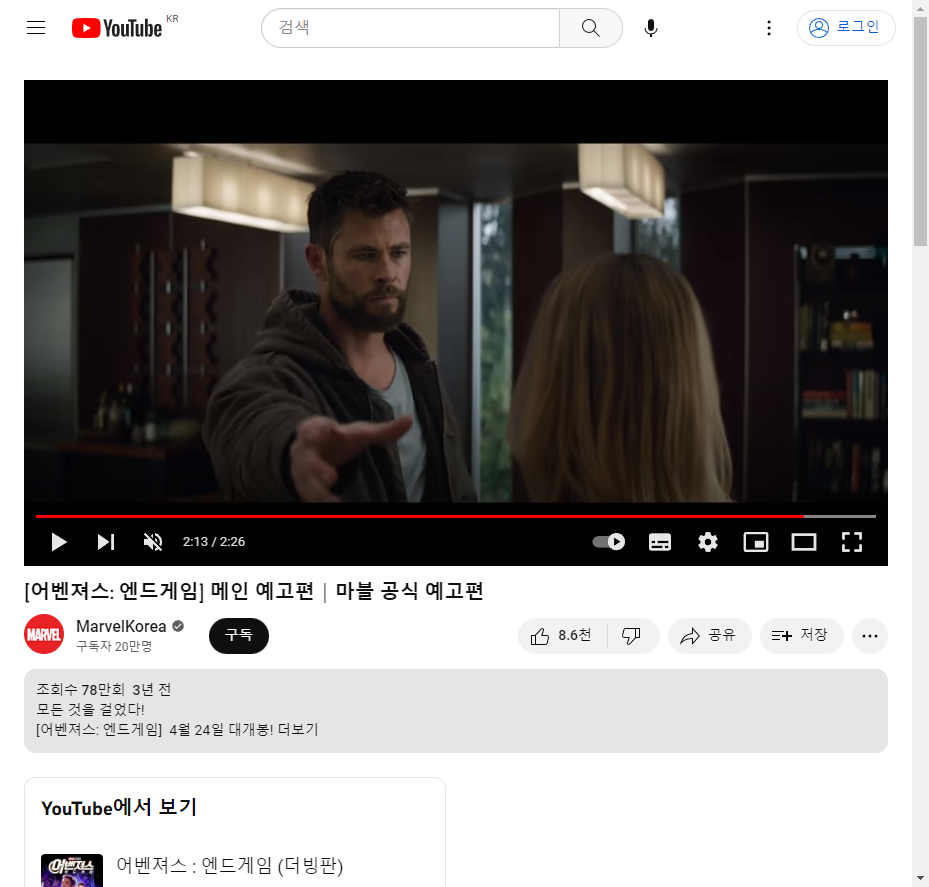 YouTube KR
검색
로그인
2:13 / 2:26
[어벤져스: 엔드게임] 메인 예고편 | 마블 공식 예고편
MARVEL
MarvelKorea
구독자 20만명
구독
8.6천
공유
저장
조회수 78만회 3년 전
모든 것을 걸었다!
[어벤져스: 엔드게임] 4월 24일 대개봉! 더보기
YouTube에서 보기
어벤져스
어벤져스 : 엔드게임 (더빙판)